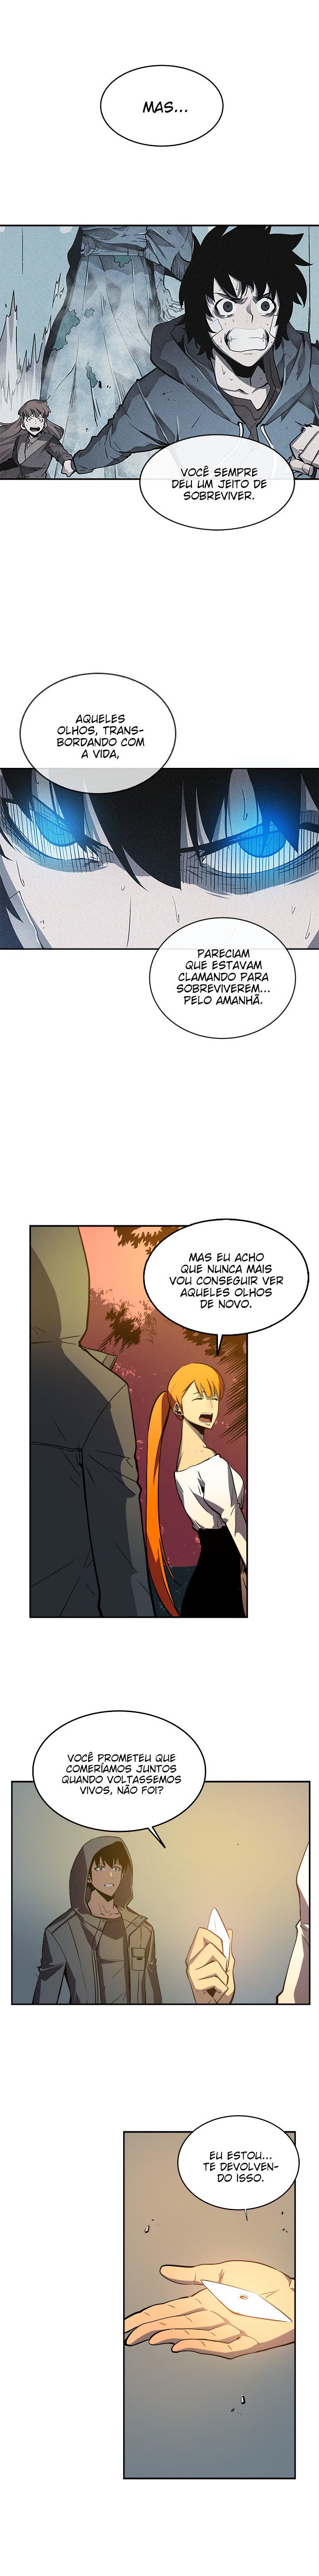 MAS...
VOCÊ SEMPRE
DEU UM JEITO DE
SOBREVIVER.
AQUELES
OLHOS, TRANS-
BORDANDO COM
A VIDA,
PARECIAM
QUE ESTAVAM
CLAMANDO PARA
SOBREVIVEREM...
PELO AMANHÃ.
MAS EU ACHO
QUE NUNCA MAIS
VOU CONSEGUIR VER
AQUELES OLHOS
DE NOVO.
VOCÊ PROMETEU QUE
COMERÍAMOS JUNTOS
QUANDO VOLTASSEMOS
VIVOS, NÃO FOI?
EU ESTOU...
TE DEVOLVEN-
DO ISSO.